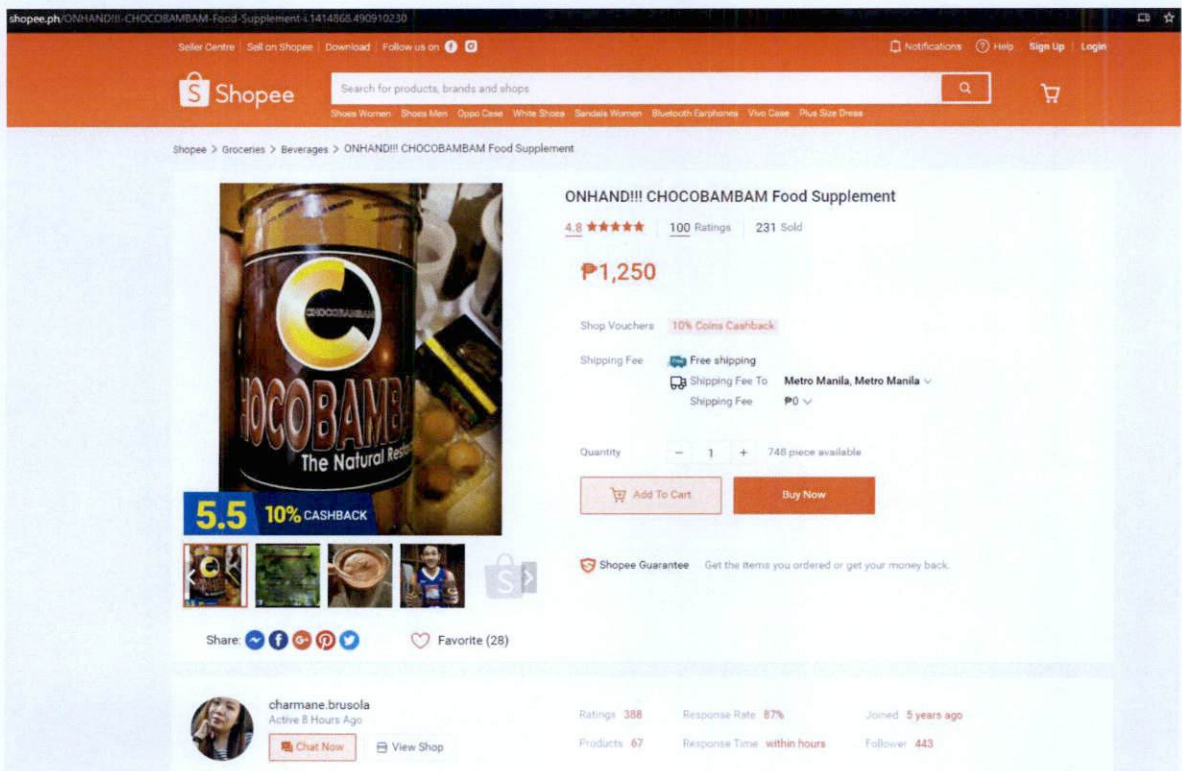 shopee.ph/ONHAND!!!-CHOCOBAMBAM-Food-Supplement-i.1414868.490910230
Seller Centre | Sell on Shopee | Download | Follow us on
Notifications Help Sign Up | Login
Shopee
Search for products, brands and shops
Shoes Women Shoes Men Oppo Case White Shoes Sandals Women Bluetooth Earphones Vivo Case Plus Size Dress
Shopee > Groceries > Beverages > ONHAND!!! CHOCOBAMBAM Food Supplement
ONHAND!!! CHOCOBAMBAM Food Supplement
4.8 ★★★★★ 100 Ratings 231 Sold
₱1,250
Shop Vouchers 10% Coins Cashback
Shipping Fee Free shipping
Shipping Fee To Metro Manila, Metro Manila
Shipping Fee ₱0
Quantity − 1 + 748 piece available
Add To Cart Buy Now
Shopee Guarantee Get the items you ordered or get your money back.
CHOCOBAMBAM
HOCOBAMB
The Natural Rest
5.5 10% CASHBACK
Share: Favorite (28)
charmane.brusola
Active 8 Hours Ago
Chat Now View Shop
Ratings 388 Response Rate 87% Joined 5 years ago
Products 67 Response Time within hours Follower 443